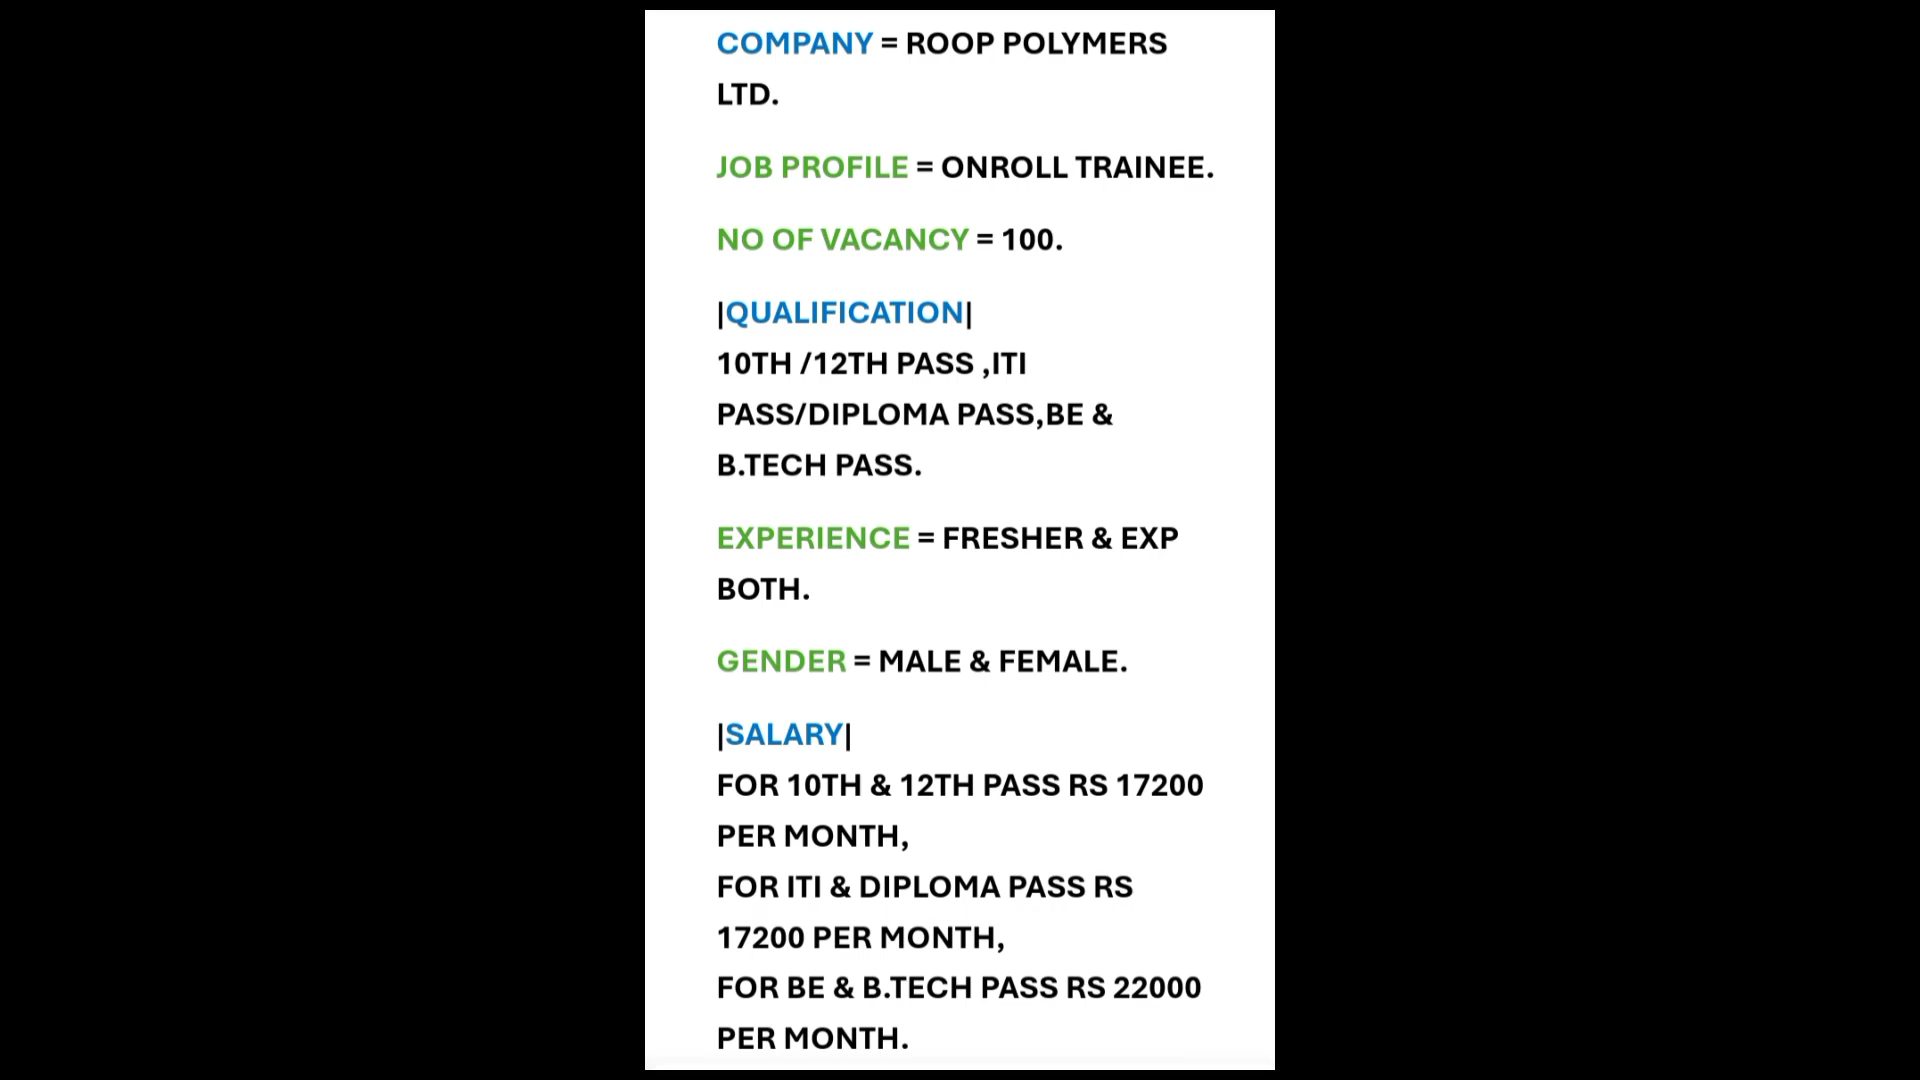 COMPANY = ROOP POLYMERS
LTD.
JOB PROFILE = ONROLL TRAINEE.
NO OF VACANCY = 100.
|QUALIFICATION|
10TH /12TH PASS ,ITI
PASS/DIPLOMA PASS,BE &
B.TECH PASS.
EXPERIENCE = FRESHER & EXP
BOTH.
GENDER = MALE & FEMALE.
|SALARY|
FOR 10TH & 12TH PASS RS 17200
PER MONTH,
FOR ITI & DIPLOMA PASS RS
17200 PER MONTH,
FOR BE & B.TECH PASS RS 22000
PER MONTH.